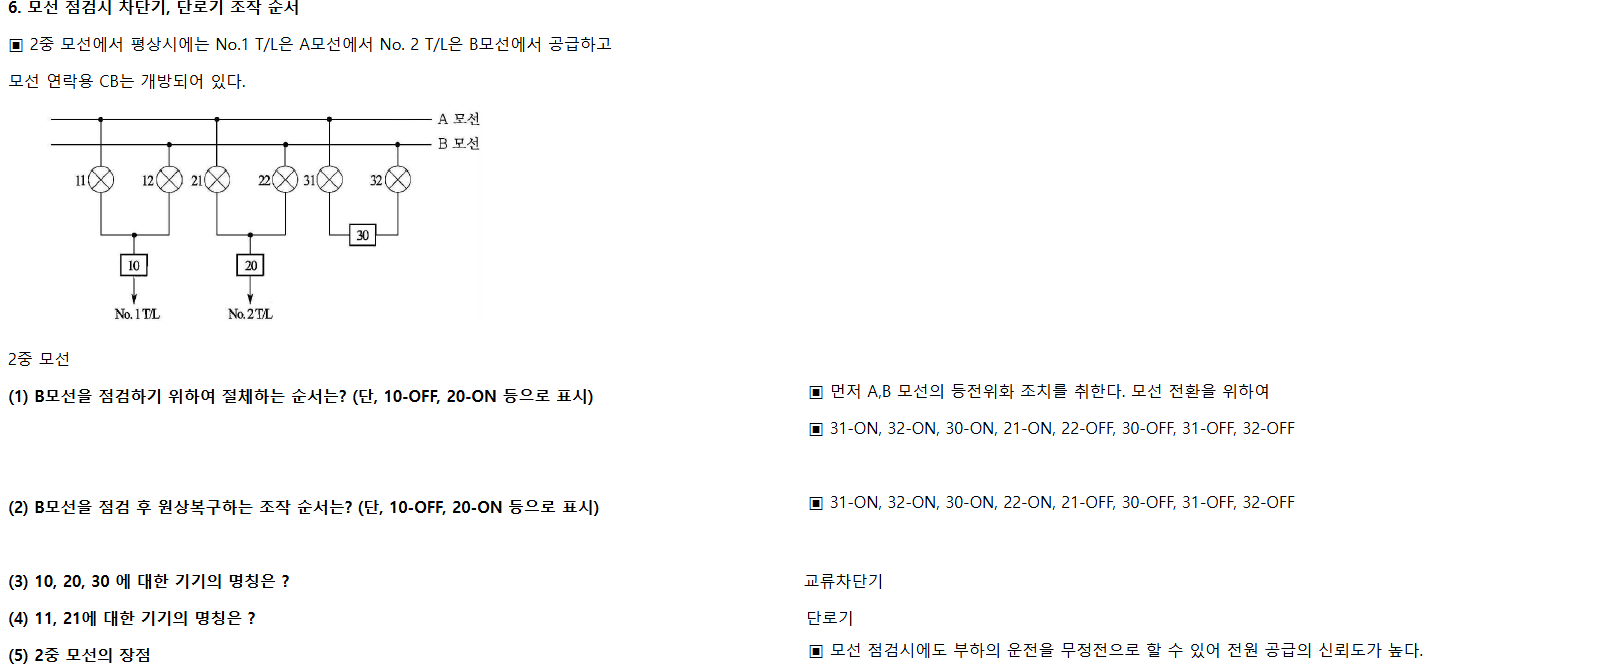 6. 모선 점검시 차단기, 단로기 조작 순서
▣ 2중 모선에서 평상시에는 No.1 T/L은 A모선에서 No. 2 T/L은 B모선에서 공급하고
모선 연락용 CB는 개방되어 있다.
A 모선
B 모선
11 12 21 22 31 32
30
10 20
No.1 T/L No.2 T/L
2중 모선
(1) B모선을 점검하기 위하여 절체하는 순서는? (단, 10-OFF, 20-ON 등으로 표시)
▣ 먼저 A,B 모선의 등전위화 조치를 취한다. 모선 전환을 위하여
▣ 31-ON, 32-ON, 30-ON, 21-ON, 22-OFF, 30-OFF, 31-OFF, 32-OFF
(2) B모선을 점검 후 원상복구하는 조작 순서는? (단, 10-OFF, 20-ON 등으로 표시)
▣ 31-ON, 32-ON, 30-ON, 22-ON, 21-OFF, 30-OFF, 31-OFF, 32-OFF
(3) 10, 20, 30 에 대한 기기의 명칭은 ?
교류차단기
(4) 11, 21에 대한 기기의 명칭은 ?
단로기
(5) 2중 모선의 장점
▣ 모선 점검시에도 부하의 운전을 무정전으로 할 수 있어 전원 공급의 신뢰도가 높다.